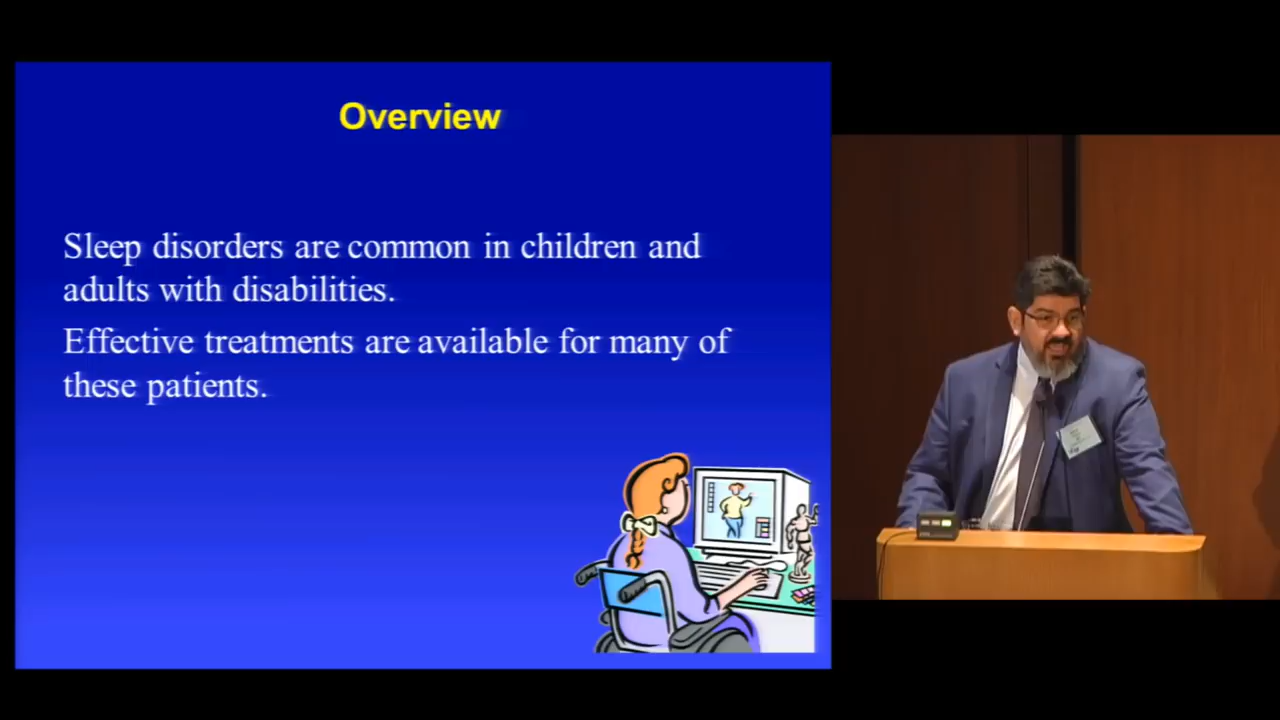 Overview
Sleep disorders are common in children and
adults with disabilities.
Effective treatments are available for many of
these patients.